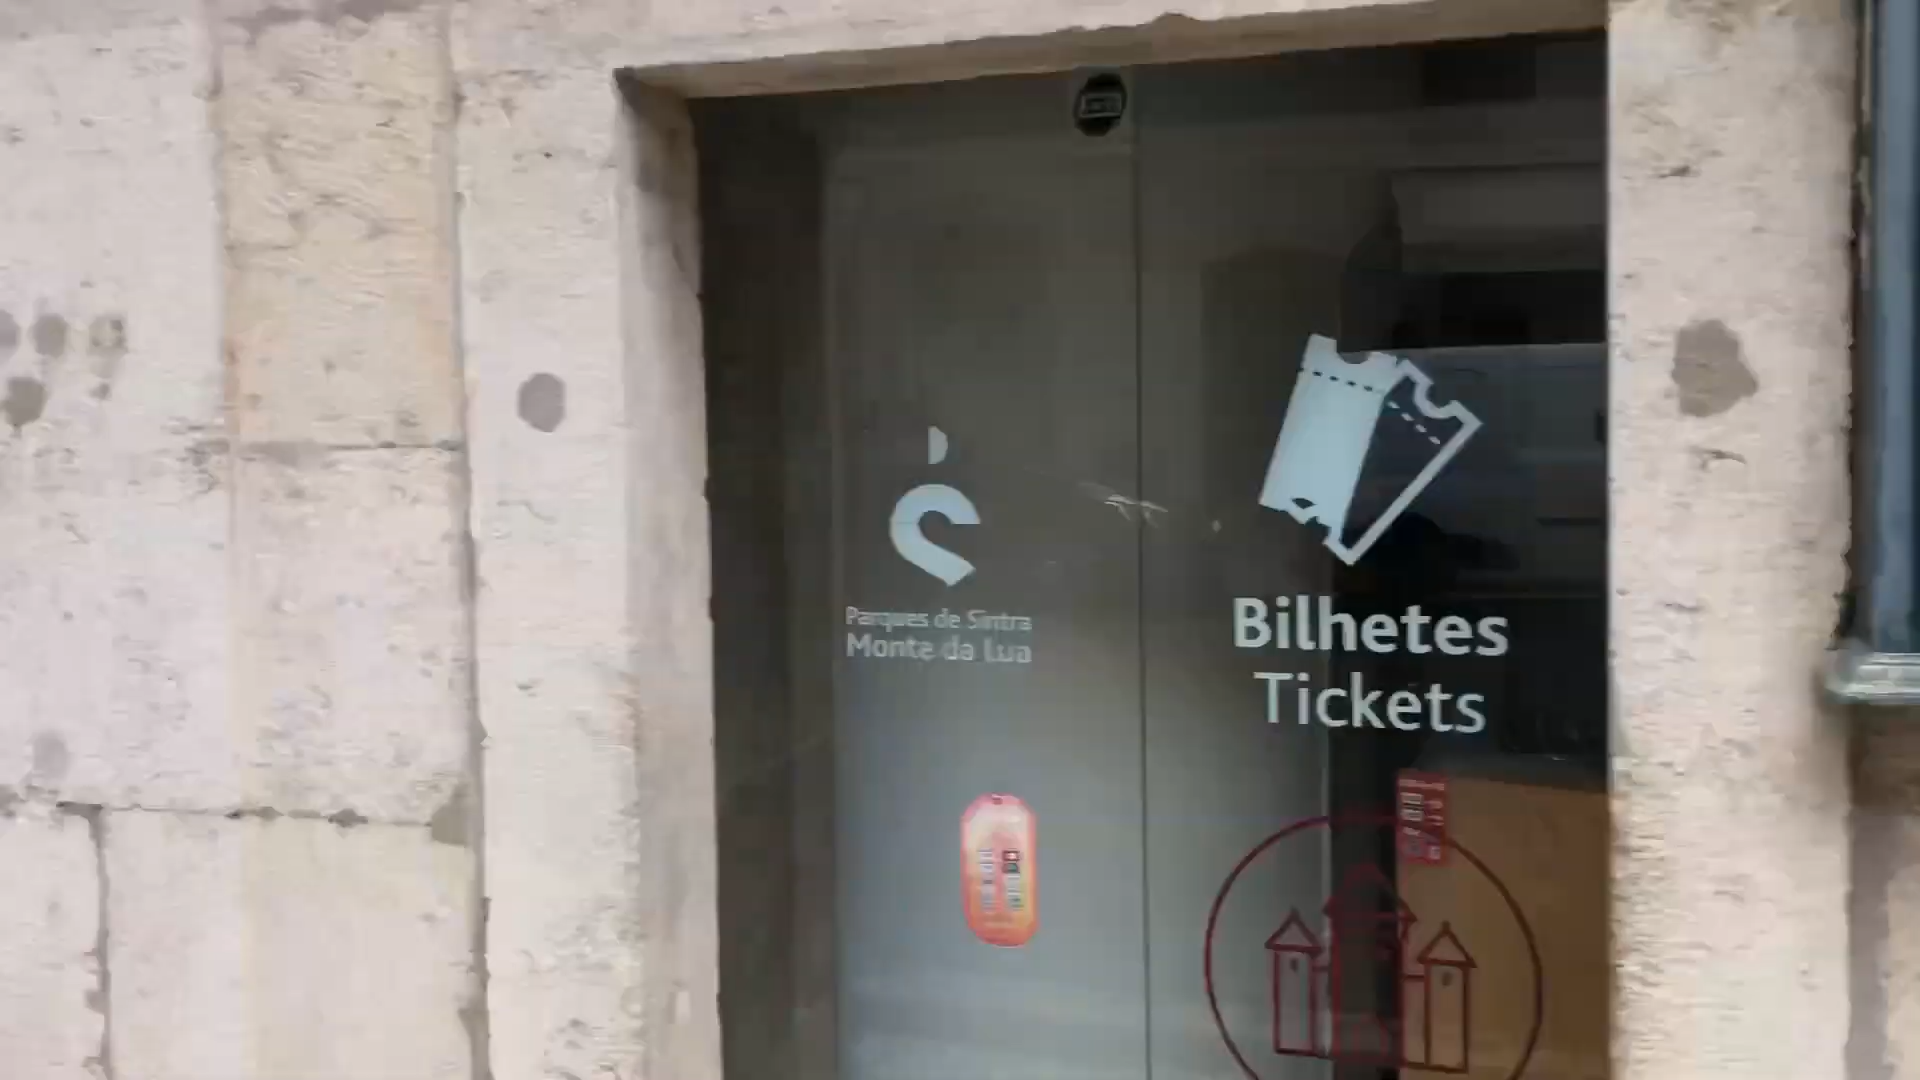 Parques de Sintra
Monte da Lua
Bilhetes
Tickets